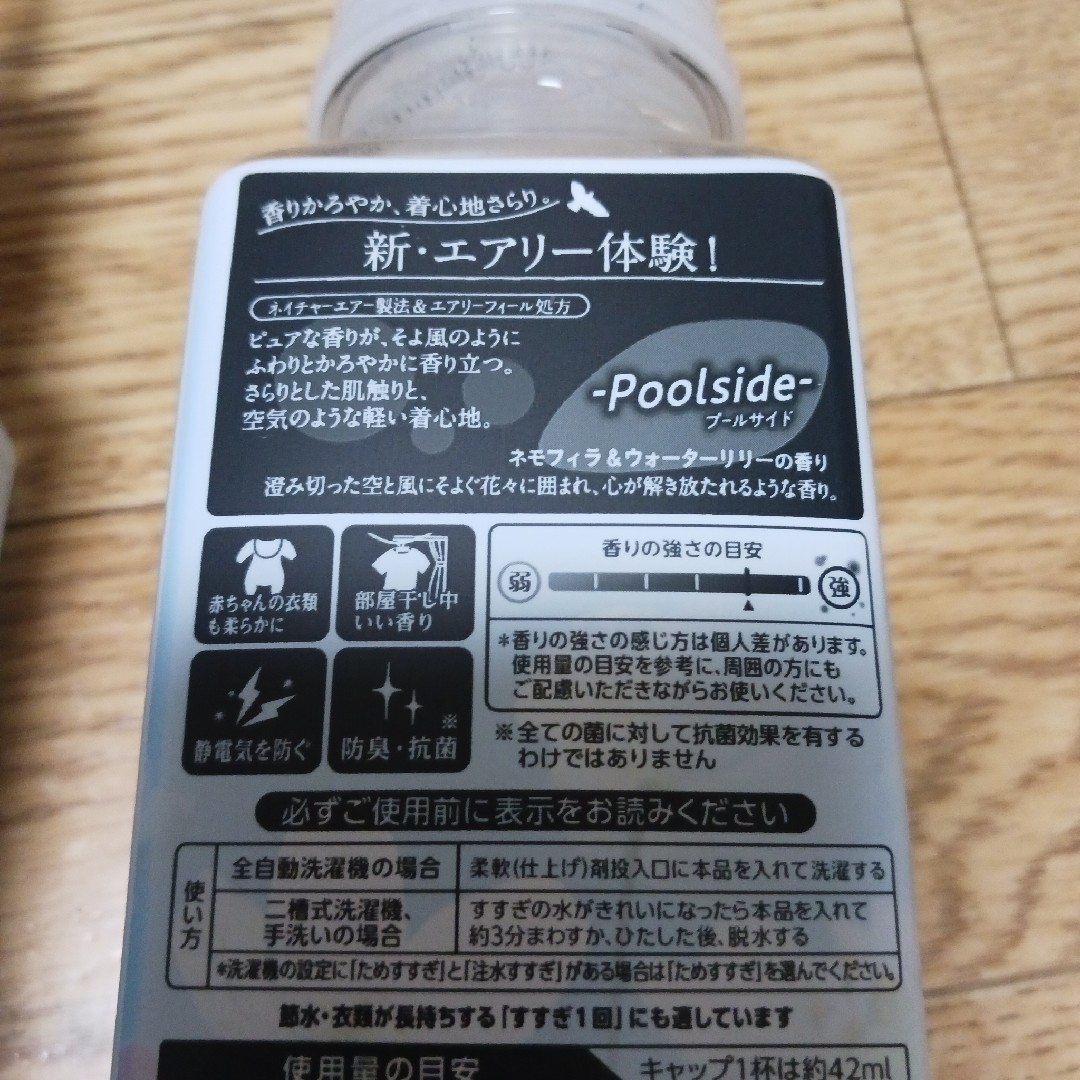 香りかろやか、着心地さらり。
新・エアリー体験！
ネイチャーエアー製法&エアリーフィール処方
ピュアな香りが、そよ風のように
ふわりとかろやかに香り立つ。
さらりとした肌触りと、
空気のような軽い着心地。
-Poolside-
プールサイド
ネモフィラ&ウォーターリリーの香り
澄み切った空と風にそよぐ花々に囲まれ、心が解き放たれるような香り。
赤ちゃんの衣類
も柔らかに
部屋干し中
いい香り
静電気を防ぐ
防臭・抗菌※
香りの強さの目安
弱 強
*香りの強さの感じ方は個人差があります。
使用量の目安を参考に、周囲の方にも
ご配慮いただきながらお使いください。
※全ての菌に対して抗菌効果を有する
わけではありません
必ずご使用前に表示をお読みください
使い方
全自動洗濯機の場合 柔軟(仕上げ)剤投入口に本品を入れて洗濯する
二槽式洗濯機、
手洗いの場合
すすぎの水がきれいになったら本品を入れて
約3分まわすか、ひたした後、脱水する
*洗濯機の設定に「ためすすぎ」と「注水すすぎ」がある場合は「ためすすぎ」を選んでください。
節水・衣類が長持ちする「すすぎ1回」にも適しています
使用量の目安 キャップ1杯は約42ml